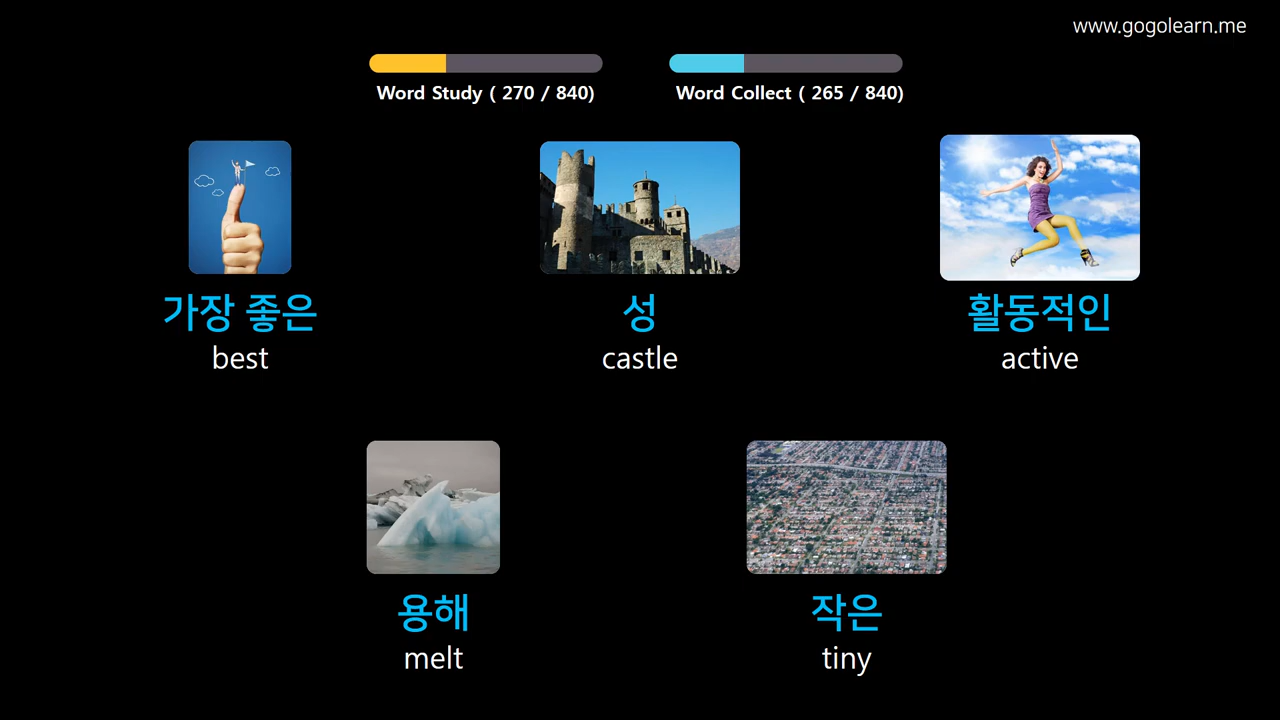 www.gogolearn.me
Word Study ( 270 / 840)
Word Collect ( 265 / 840)
가장 좋은
best
성
castle
활동적인
active
용해
melt
작은
tiny